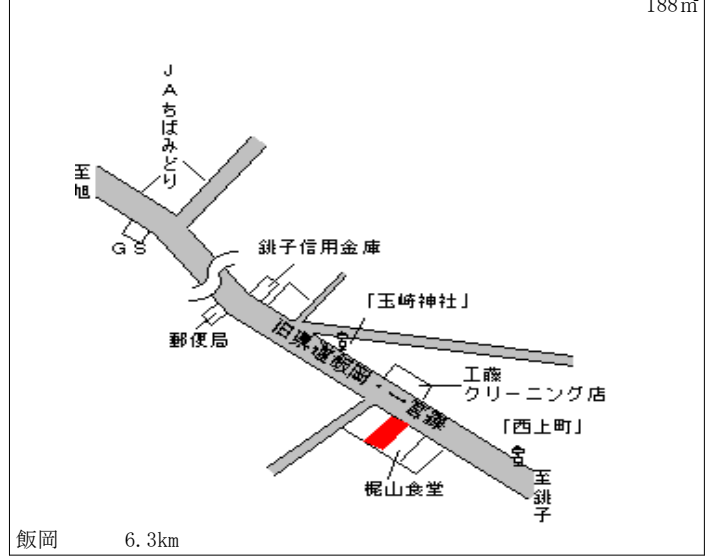 188㎡
JAちばみどり
至旭
GS
銚子信用金庫
「玉崎神社」
郵便局
旧県道飯岡・一宮線
工藤
クリーニング店
「西上町」
至銚子
梶山食堂
飯岡 6.3km